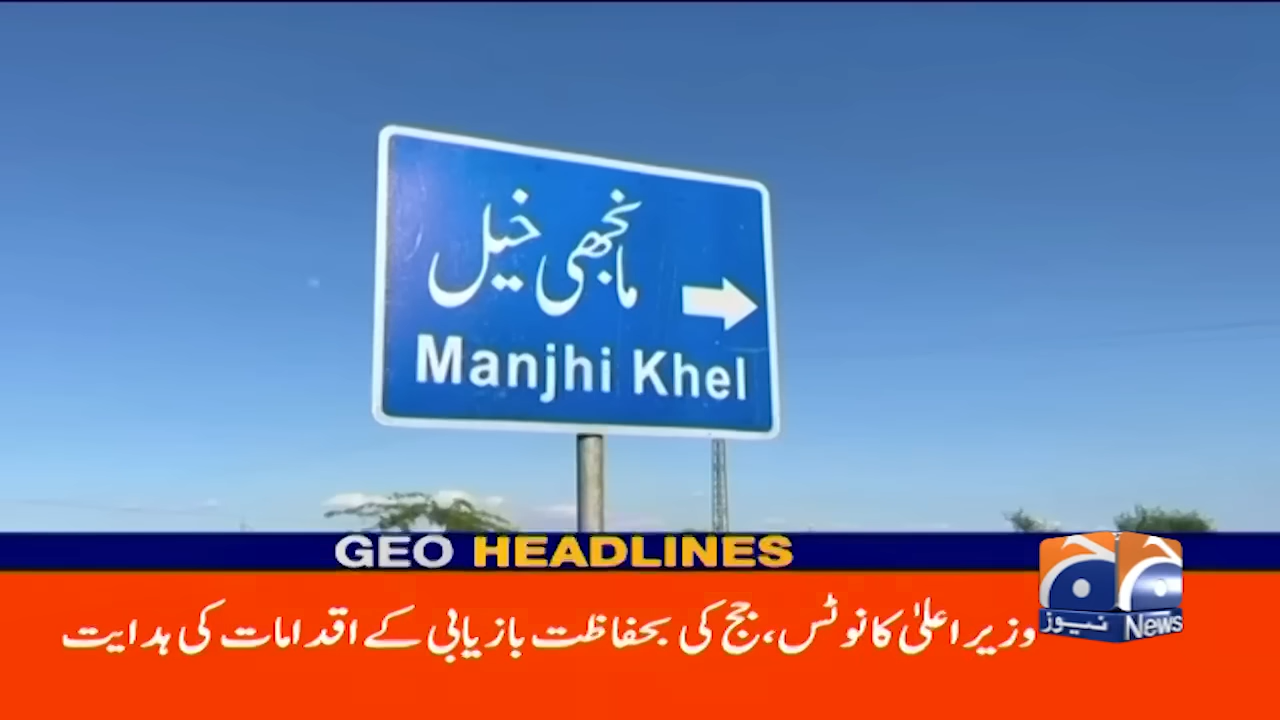 مانجھی خیل
Manjhi Khel
GEO HEADLINES
وزیر اعلیٰ کا نوٹس، جج کی بحفاظت بازیابی کے اقدامات کی ہدایت
نیوز News